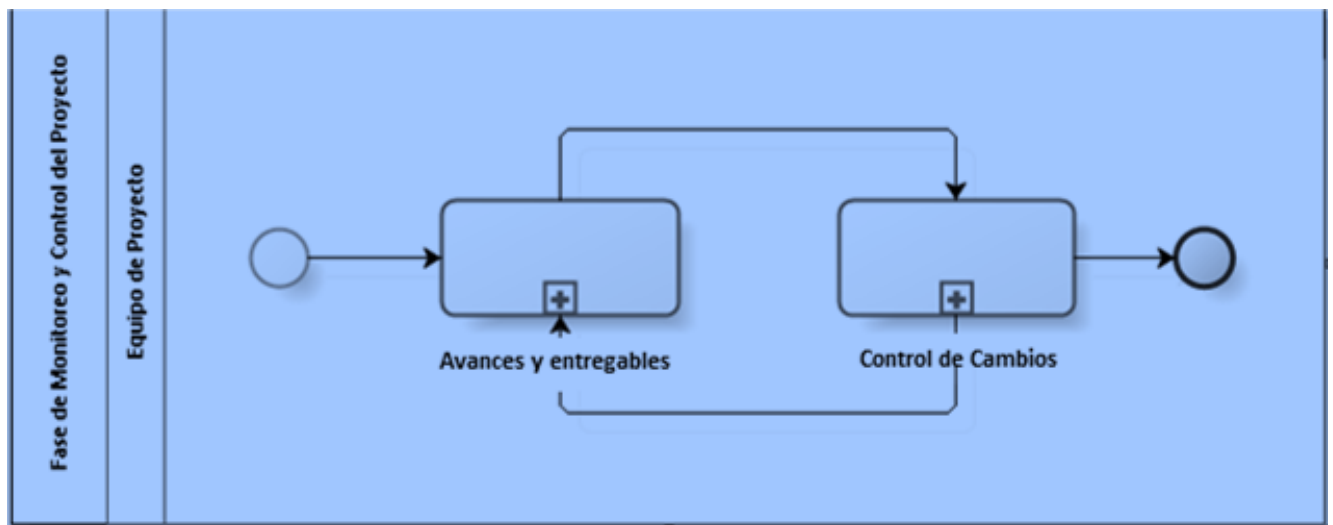 Fase de Monitoreo y Control del Proyecto
Equipo de Proyecto
Avances y entregables
Control de Cambios